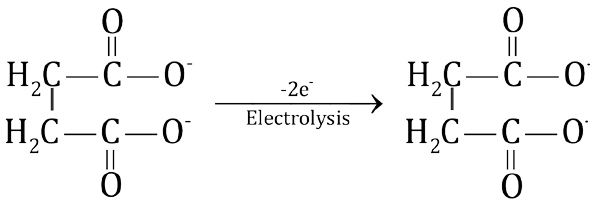 O O
H₂C — C — O⁻ -2e⁻ H₂C — C — O·
Electrolysis
H₂C — C — O⁻ H₂C — C — O·
O O